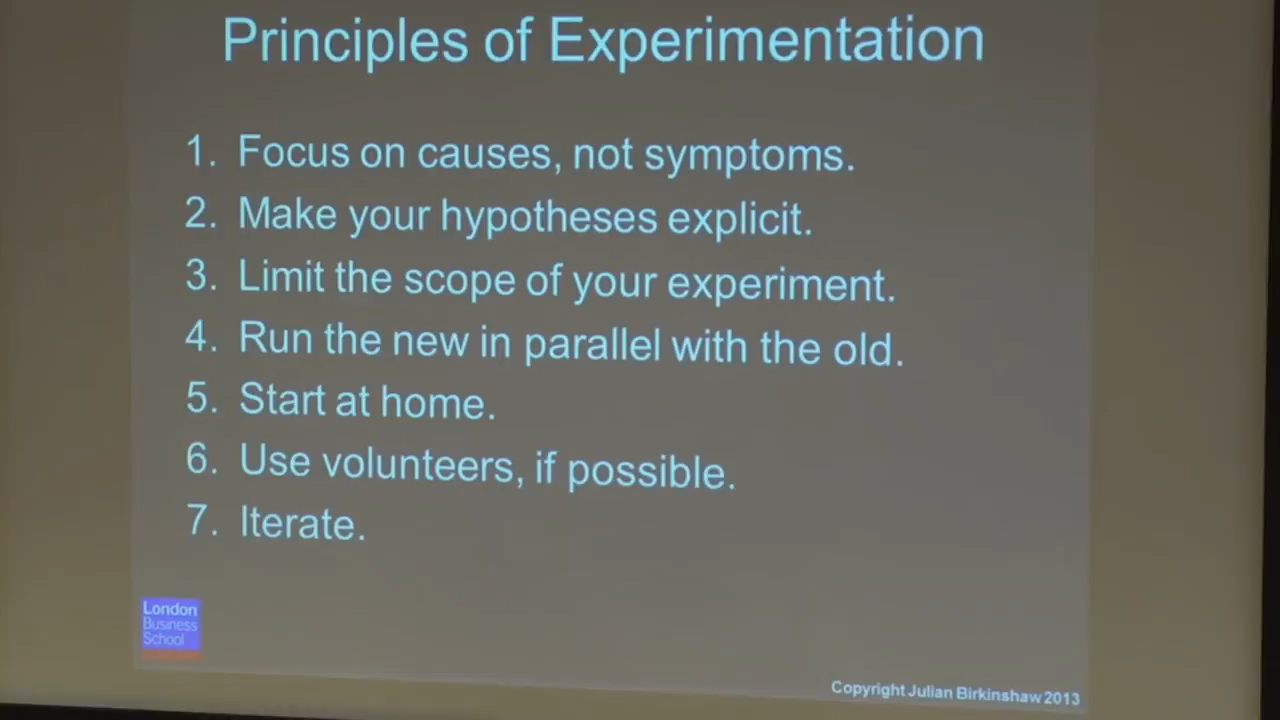 Principles of Experimentation
1. Focus on causes, not symptoms.
2. Make your hypotheses explicit.
3. Limit the scope of your experiment.
4. Run the new in parallel with the old.
5. Start at home.
6. Use volunteers, if possible.
7. Iterate.
London
Business
School
Copyright Julian Birkinshaw 2013